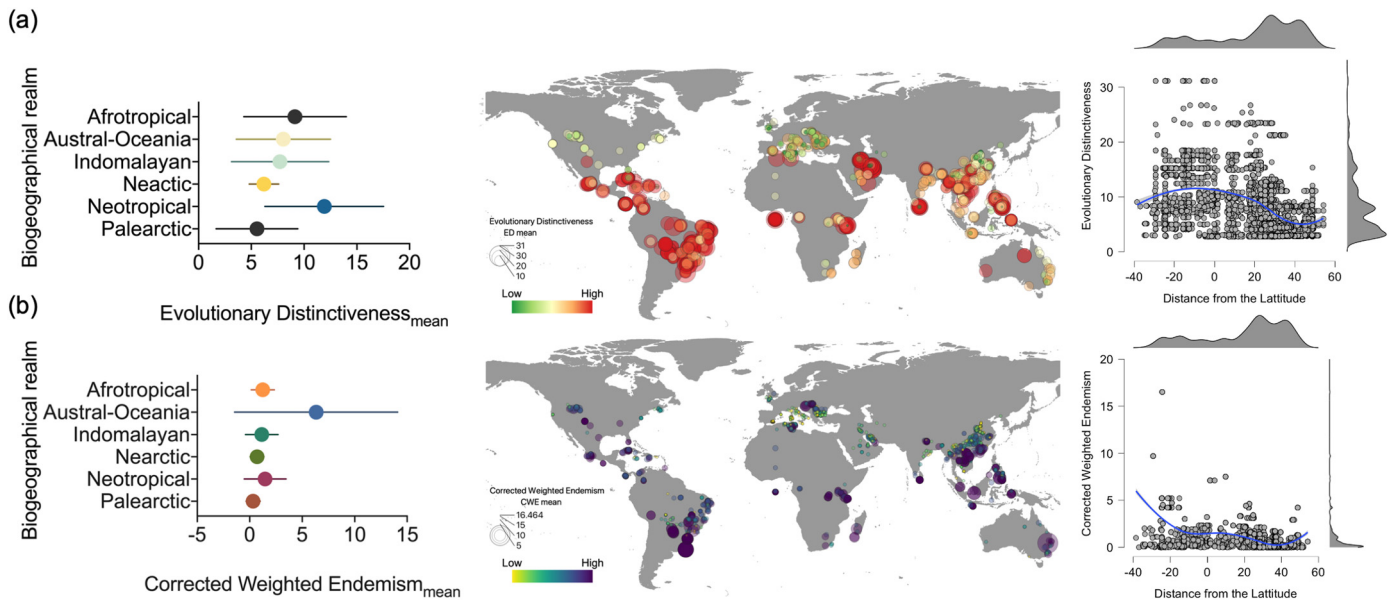 (a)
Biogeographical realm
Afrotropical
Austral-Oceania
Indomalayan
Neactic
Neotropical
Palearctic
0 5 10 15 20
Evolutionary Distinctiveness mean
Evolutionary Distinctiveness
ED mean
31
30
20
10
Low High
Evolutionary Distinctiveness
30
20
10
0
-40 -20 0 20 40 60
Distance from the Lattitude
(b)
Biogeographical realm
Afrotropical
Austral-Oceania
Indomalayan
Nearctic
Neotropical
Palearctic
-5 0 5 10 15
Corrected Weighted Endemism mean
Corrected Weighted Endemism
CWE mean
16.464
15
10
5
Low High
Corrected Weighted Endemism
20
15
10
5
0
-40 -20 0 20 40 60
Distance from the Lattitude